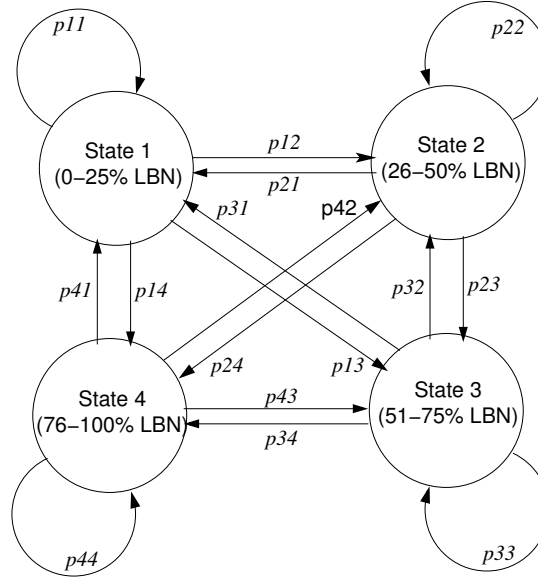 p11
p22
State 1
(0−25% LBN)
p12
p21
State 2
(26−50% LBN)
p31
p42
p41
p14
p32
p23
p24
p13
State 4
(76−100% LBN)
p43
p34
State 3
(51−75% LBN)
p44
p33